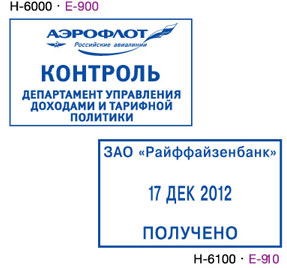 Н-6000 · Е-900
АЭРОФЛОТ
Российские авиалинии
КОНТРОЛЬ
ДЕПАРТАМЕНТ УПРАВЛЕНИЯ
ДОХОДАМИ И ТАРИФНОЙ
ПОЛИТИКИ
ЗАО «Райффайзенбанк»
17 ДЕК 2012
ПОЛУЧЕНО
Н-6100 · Е-910